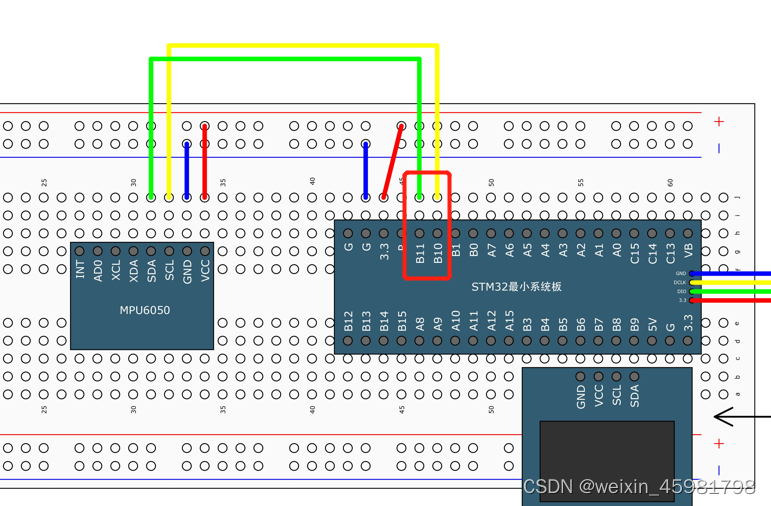 +
−
25
30
35
40
45
50
55
60
j
i
h
g
f
G
G
3.3
R
B11
B10
B1
B0
A7
A6
A5
A4
A3
A2
A1
A0
C15
C14
C13
VB
INT
AD0
XCL
XDA
SDA
SCL
GND
VCC
MPU6050
STM32最小系统板
GND
DCLK
DIO
3.3
B12
B13
B14
B15
A8
A9
A10
A11
A12
A15
B3
B4
B5
B6
B7
B8
B9
5V
G
3.3
e
d
c
b
a
GND
VCC
SCL
SDA
25
30
35
40
45
50
+
−
CSDN @weixin_45981798